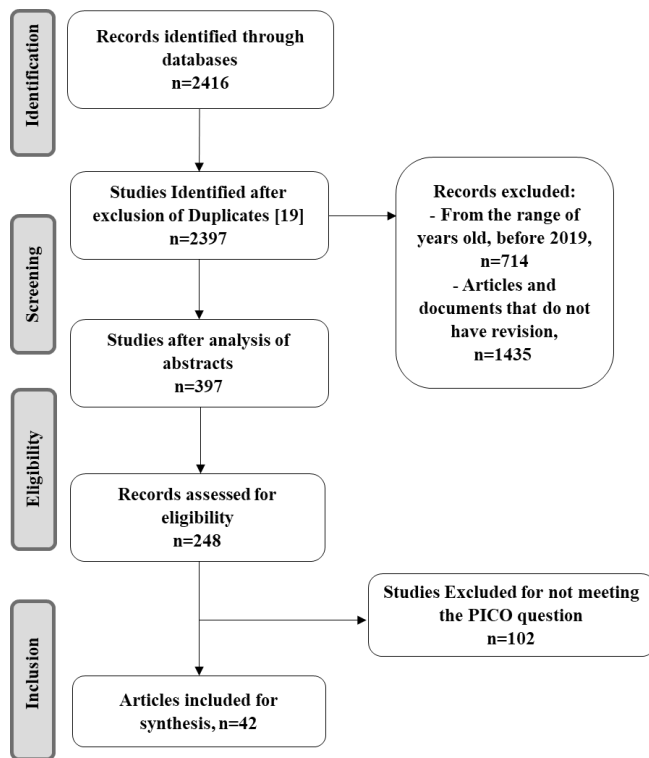 Identification
Records identified through
databases
n=2416
Studies Identified after
exclusion of Duplicates [19]
n=2397
Records excluded:
- From the range of
years old, before 2019,
n=714
- Articles and
documents that do not
have revision,
n=1435
Screening
Studies after analysis of
abstracts
n=397
Eligibility
Records assessed for
eligibility
n=248
Studies Excluded for not meeting
the PICO question
n=102
Inclusion
Articles included for
synthesis, n=42